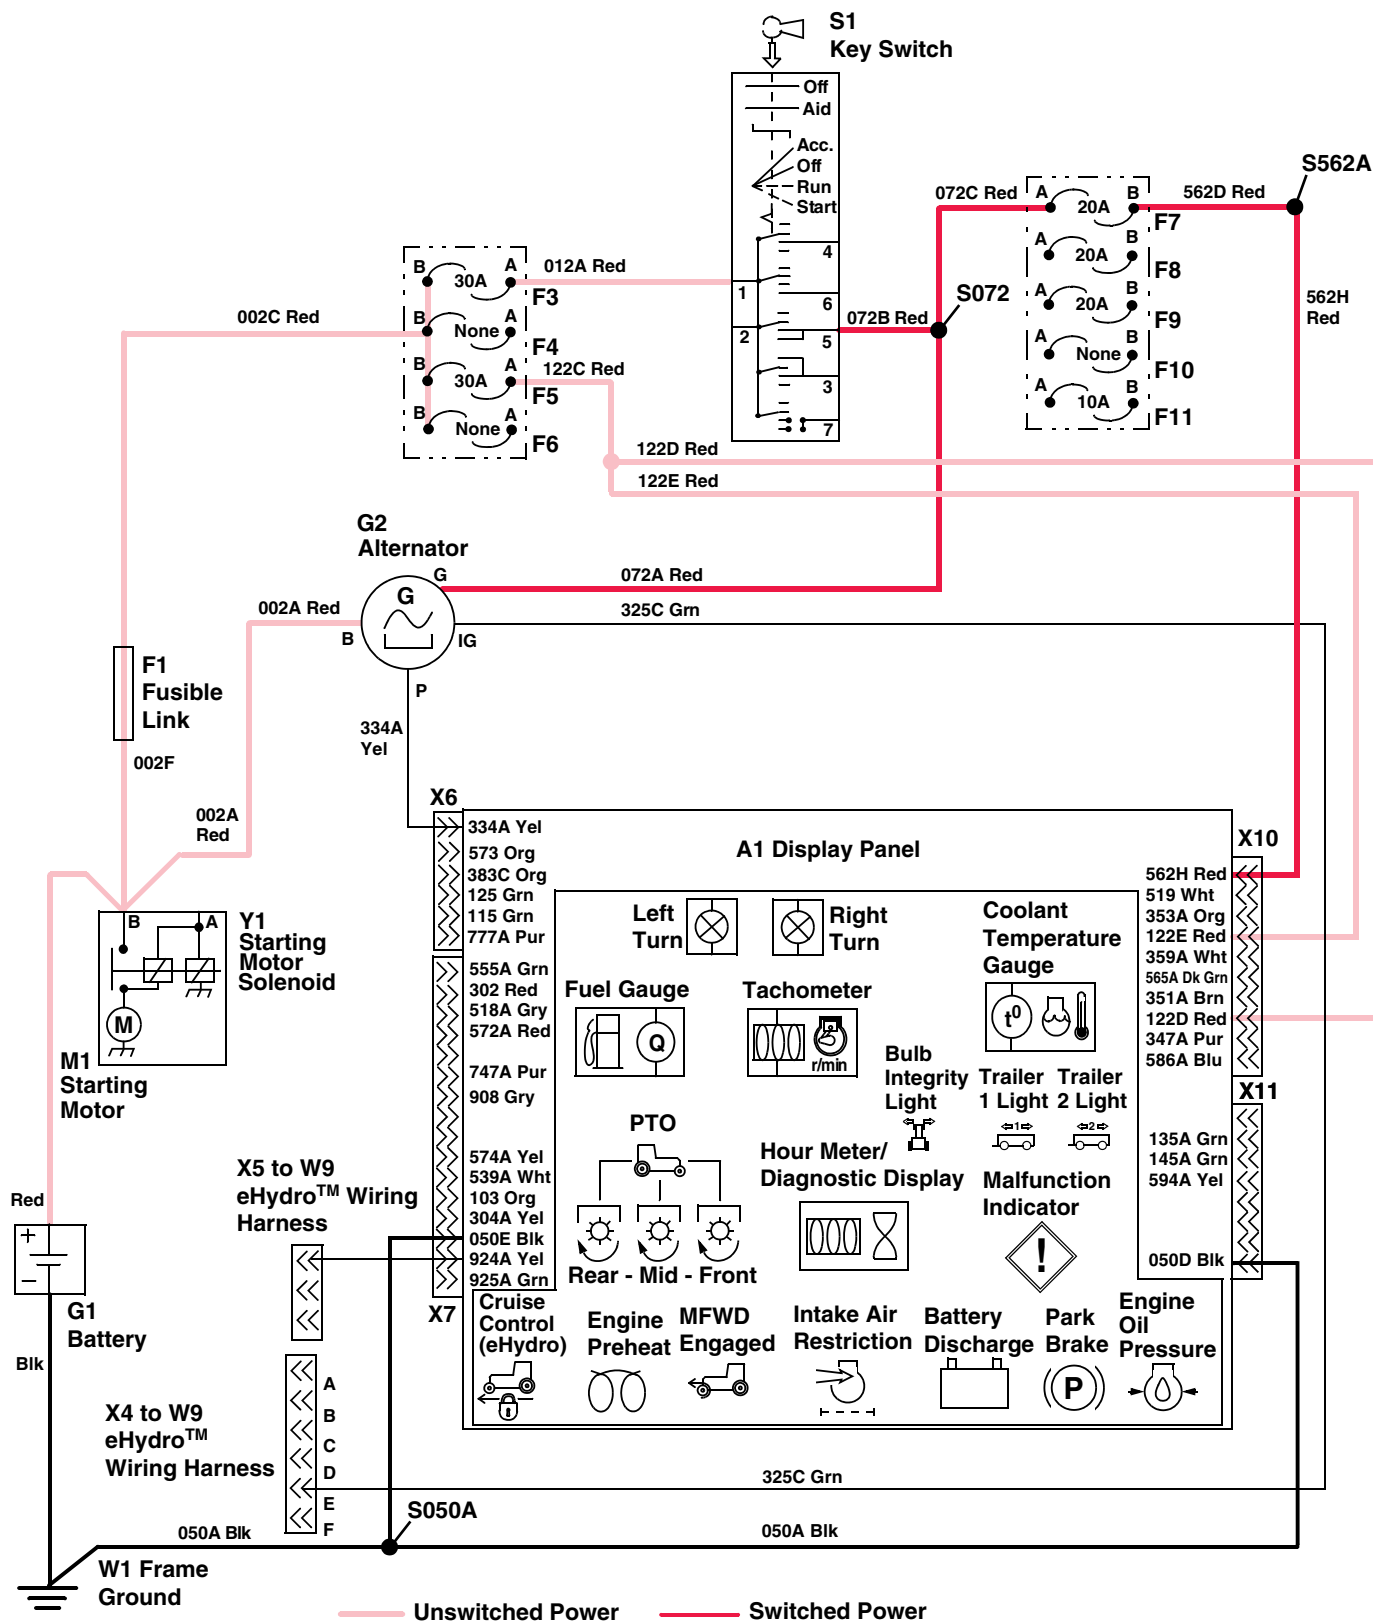 S1
Key Switch
Off
Aid
Acc.
Off
Run
Start
4
1
6
2
5
3
7
S562A
072C Red
A
20A
B
562D Red
F7
A
20A
B
F8
A
20A
B
F9
A
None
B
F10
A
10A
B
F11
562H
Red
S072
072B Red
012A Red
B
30A
A
F3
002C Red
B
None
A
F4
122C Red
B
30A
A
F5
B
None
A
F6
122D Red
122E Red
G2
Alternator
G
G
072A Red
002A Red
325C Grn
B
IG
P
F1
Fusible
Link
334A
Yel
002F
002A
Red
X6
334A Yel
573 Org
383C Org
125 Grn
115 Grn
777A Pur
555A Grn
302 Red
518A Gry
572A Red
747A Pur
908 Gry
574A Yel
539A Wht
103 Org
304A Yel
050E Blk
924A Yel
925A Grn
X7
A1 Display Panel
X10
562H Red
519 Wht
353A Org
122E Red
359A Wht
565A Dk Grn
351A Brn
122D Red
347A Pur
586A Blu
X11
135A Grn
145A Grn
594A Yel
050D Blk
Left
Turn
Right
Turn
Coolant
Temperature
Gauge
t0
Fuel Gauge
Q
Tachometer
r/min
Bulb
Integrity
Light
Trailer
1 Light
1
Trailer
2 Light
2
PTO
Rear - Mid - Front
Hour Meter/
Diagnostic Display
Malfunction
Indicator
!
Cruise
Control
(eHydro)
Engine
Preheat
MFWD
Engaged
Intake Air
Restriction
Battery
Discharge
Park
Brake
P
Engine
Oil
Pressure
B
A
Y1
Starting
Motor
Solenoid
M
M1
Starting
Motor
Red
+
−
G1
Battery
Blk
X5 to W9
eHydro™ Wiring
Harness
X4 to W9
eHydro™
Wiring Harness
A
B
C
D
E
F
325C Grn
S050A
050A Blk
050A Blk
W1 Frame
Ground
Unswitched Power
Switched Power